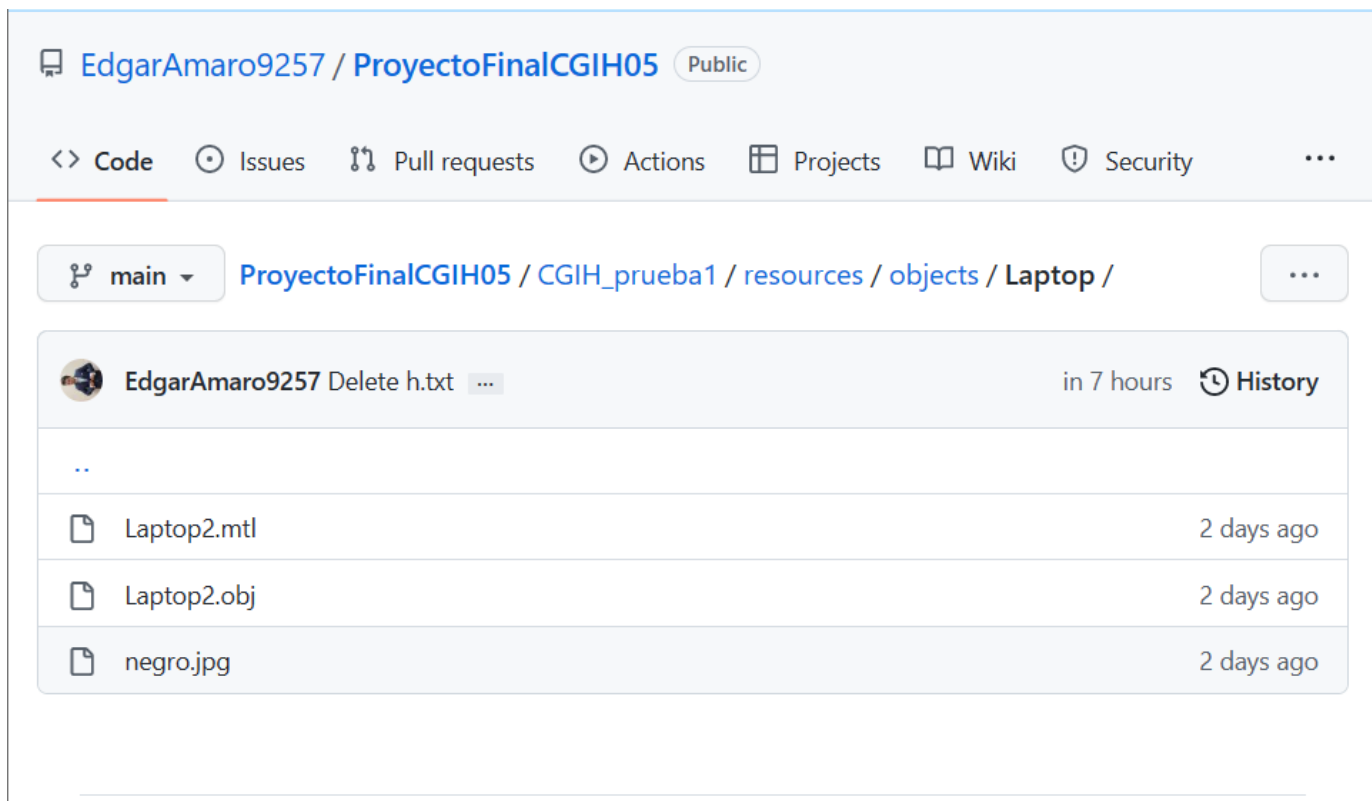 EdgarAmaro9257 / ProyectoFinalCGIH05 Public
<> Code Issues Pull requests Actions Projects Wiki Security ...
main ProyectoFinalCGIH05 / CGIH_prueba1 / resources / objects / Laptop / ...
EdgarAmaro9257 Delete h.txt ... in 7 hours History
..
Laptop2.mtl 2 days ago
Laptop2.obj 2 days ago
negro.jpg 2 days ago